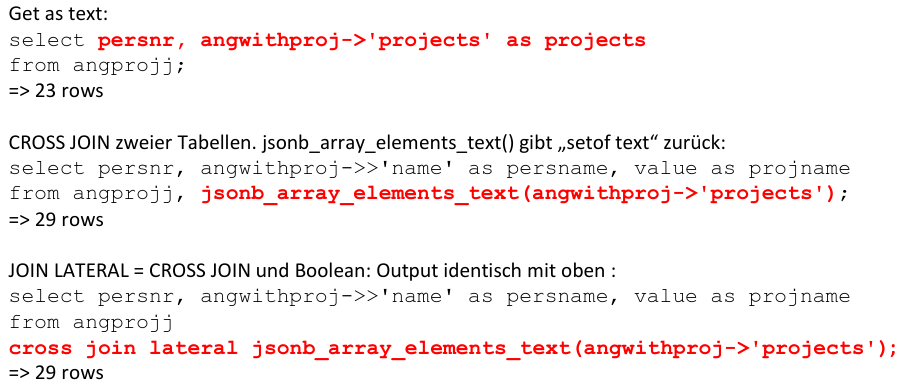 Get as text:
select persnr, angwithproj->'projects' as projects
from angprojj;
=> 23 rows
CROSS JOIN zweier Tabellen. jsonb_array_elements_text() gibt „setof text“ zurück:
select persnr, angwithproj->>'name' as persname, value as projname
from angprojj, jsonb_array_elements_text(angwithproj->'projects');
=> 29 rows
JOIN LATERAL = CROSS JOIN und Boolean: Output identisch mit oben :
select persnr, angwithproj->>'name' as persname, value as projname
from angprojj
cross join lateral jsonb_array_elements_text(angwithproj->'projects');
=> 29 rows